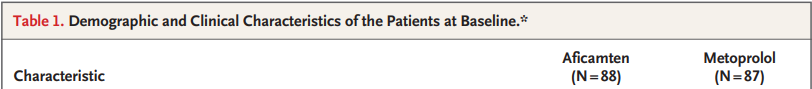 Table 1. Demographic and Clinical Characteristics of the Patients at Baseline.*
Characteristic
Aficamten
(N=88)
Metoprolol
(N=87)